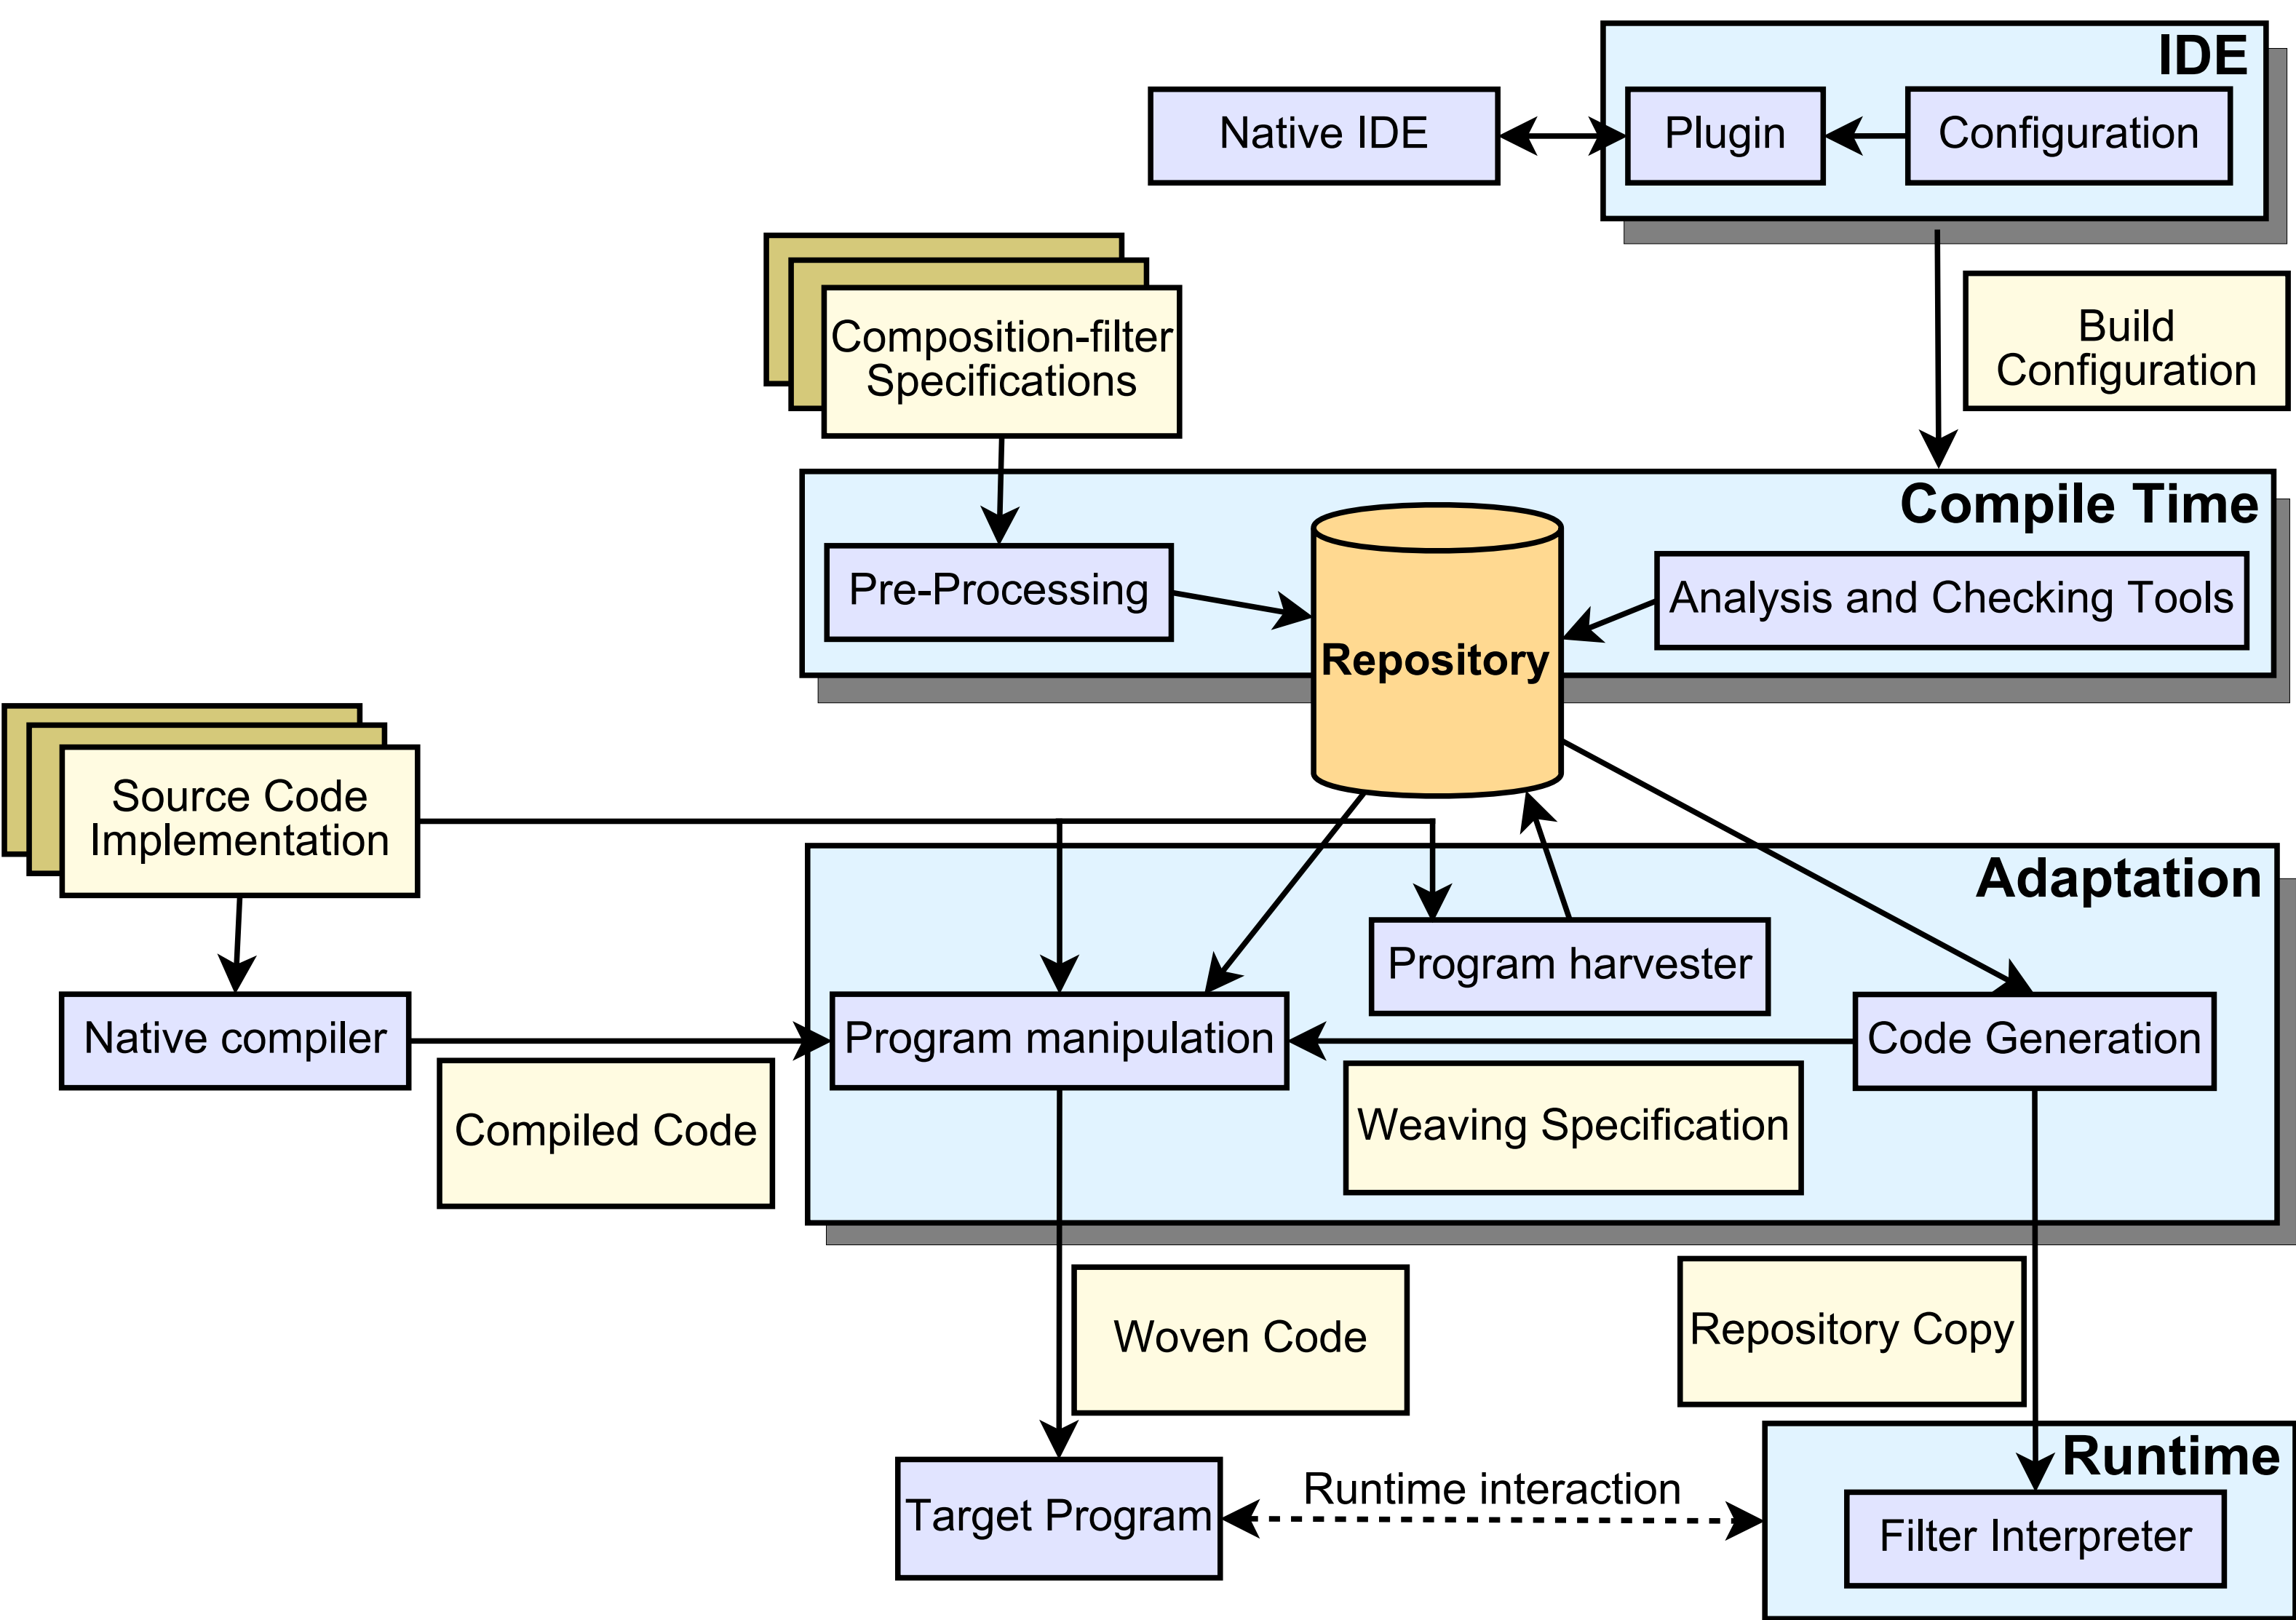 IDE
Native IDE
Plugin
Configuration
Composition-filter
Specifications
Build
Configuration
Compile Time
Pre-Processing
Analysis and Checking Tools
Repository
Source Code
Implementation
Adaptation
Program harvester
Native compiler
Program manipulation
Code Generation
Compiled Code
Weaving Specification
Woven Code
Repository Copy
Runtime
Runtime interaction
Target Program
Filter Interpreter